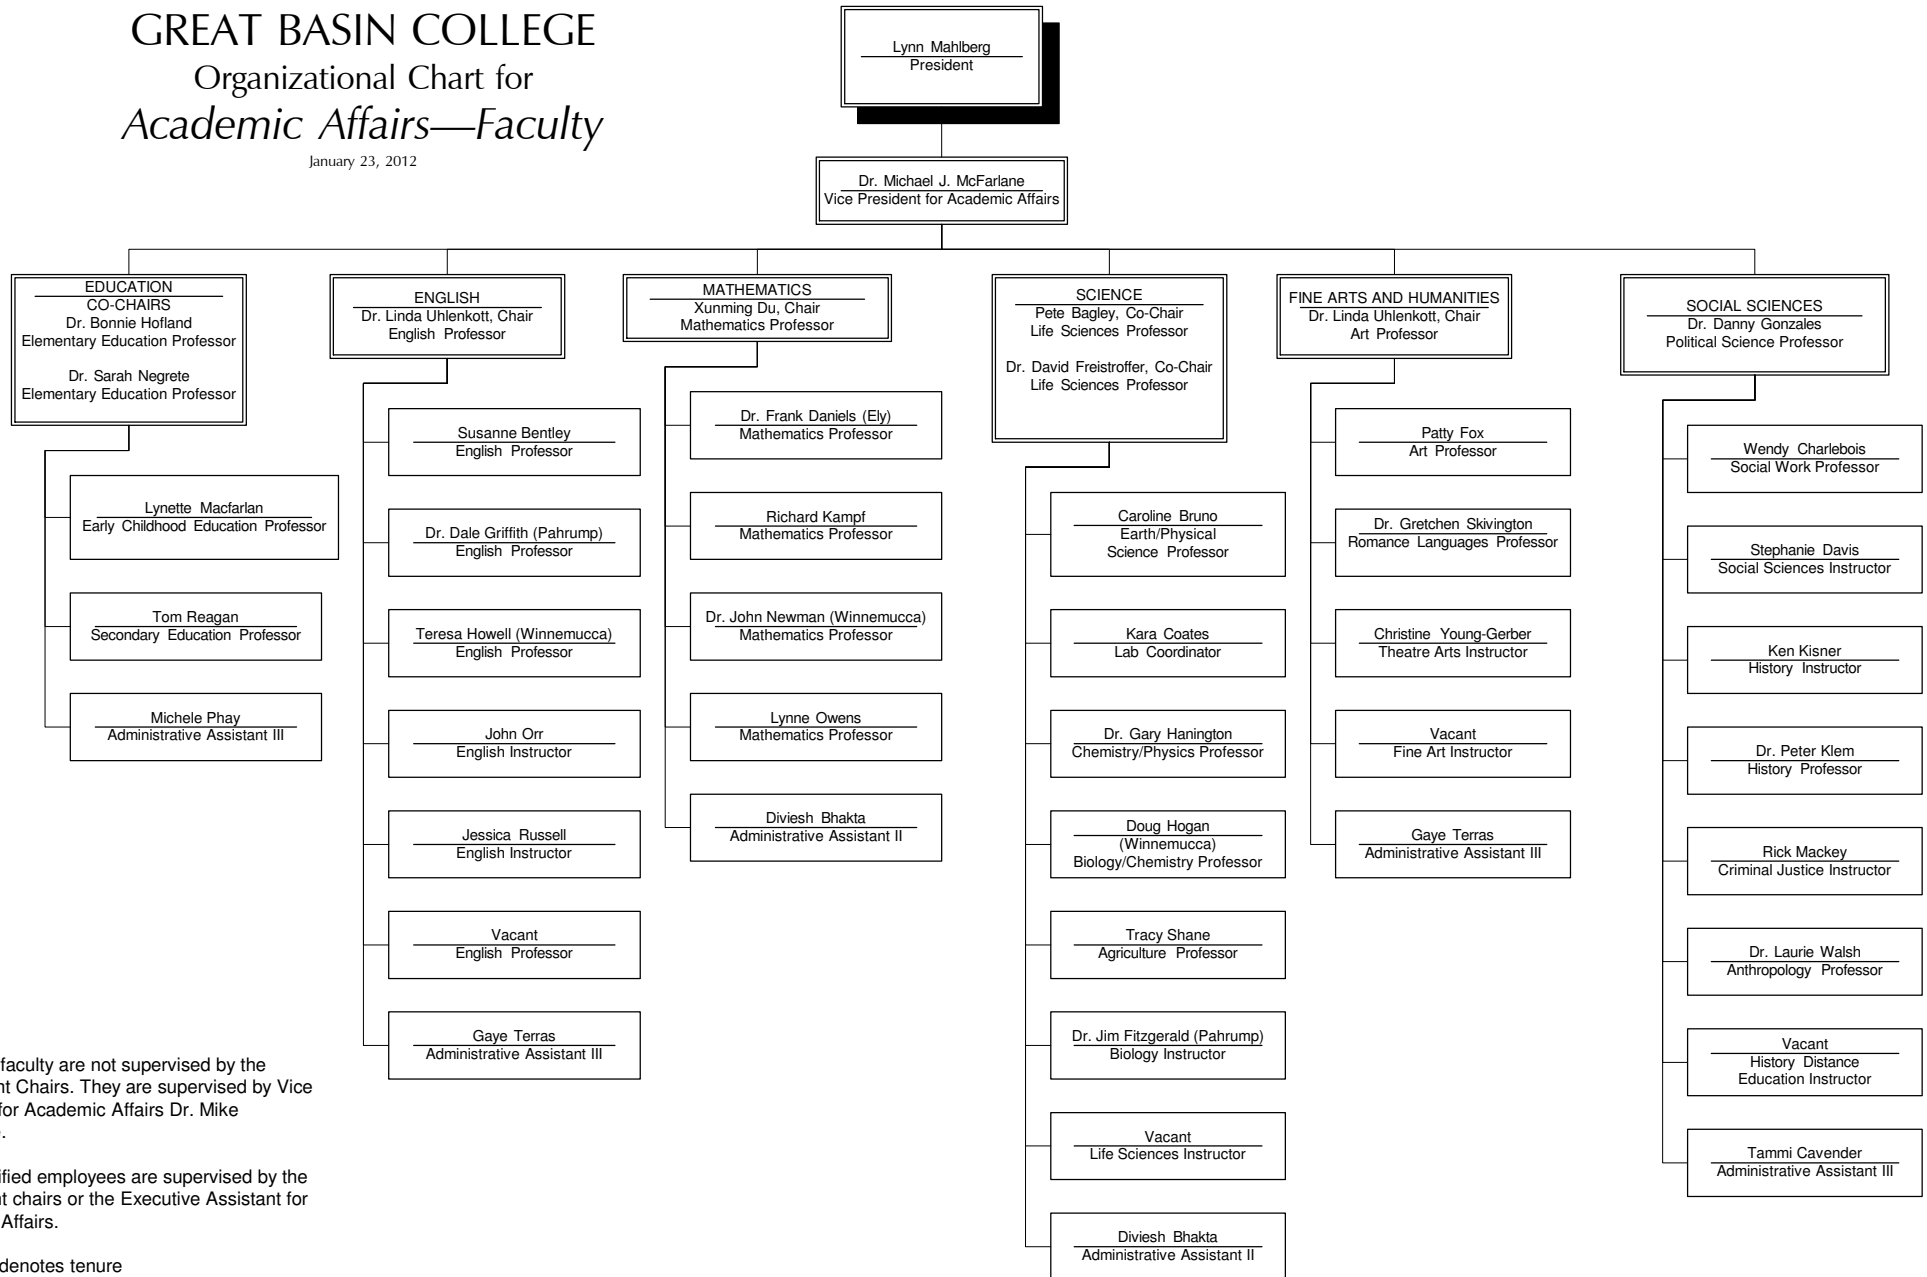 GREAT BASIN COLLEGE
Organizational Chart for
Academic Affairs—Faculty
January 23, 2012
Lynn Mahlberg
President
Dr. Michael J. McFarlane
Vice President for Academic Affairs
EDUCATION
CO-CHAIRS
Dr. Bonnie Hofland
Elementary Education Professor
Dr. Sarah Negrete
Elementary Education Professor
Lynette Macfarlan
Early Childhood Education Professor
Tom Reagan
Secondary Education Professor
Michele Phay
Administrative Assistant III
ENGLISH
Dr. Linda Uhlenkott, Chair
English Professor
Susanne Bentley
English Professor
Dr. Dale Griffith (Pahrump)
English Professor
Teresa Howell (Winnemucca)
English Professor
John Orr
English Instructor
Jessica Russell
English Instructor
Vacant
English Professor
Gaye Terras
Administrative Assistant III
MATHEMATICS
Xunming Du, Chair
Mathematics Professor
Dr. Frank Daniels (Ely)
Mathematics Professor
Richard Kampf
Mathematics Professor
Dr. John Newman (Winnemucca)
Mathematics Professor
Lynne Owens
Mathematics Professor
Diviesh Bhakta
Administrative Assistant II
SCIENCE
Pete Bagley, Co-Chair
Life Sciences Professor
Dr. David Freistroffer, Co-Chair
Life Sciences Professor
Caroline Bruno
Earth/Physical
Science Professor
Kara Coates
Lab Coordinator
Dr. Gary Hanington
Chemistry/Physics Professor
Doug Hogan
(Winnemucca)
Biology/Chemistry Professor
Tracy Shane
Agriculture Professor
Dr. Jim Fitzgerald (Pahrump)
Biology Instructor
Vacant
Life Sciences Instructor
Diviesh Bhakta
Administrative Assistant II
FINE ARTS AND HUMANITIES
Dr. Linda Uhlenkott, Chair
Art Professor
Patty Fox
Art Professor
Dr. Gretchen Skivington
Romance Languages Professor
Christine Young-Gerber
Theatre Arts Instructor
Vacant
Fine Art Instructor
Gaye Terras
Administrative Assistant III
SOCIAL SCIENCES
Dr. Danny Gonzales
Political Science Professor
Wendy Charlebois
Social Work Professor
Stephanie Davis
Social Sciences Instructor
Ken Kisner
History Instructor
Dr. Peter Klem
History Professor
Rick Mackey
Criminal Justice Instructor
Dr. Laurie Walsh
Anthropology Professor
Vacant
History Distance
Education Instructor
Tammi Cavender
Administrative Assistant III
faculty are not supervised by the
Chairs. They are supervised by Vice
for Academic Affairs Dr. Mike
employees are supervised by the
chairs or the Executive Assistant for
Affairs.
denotes tenure